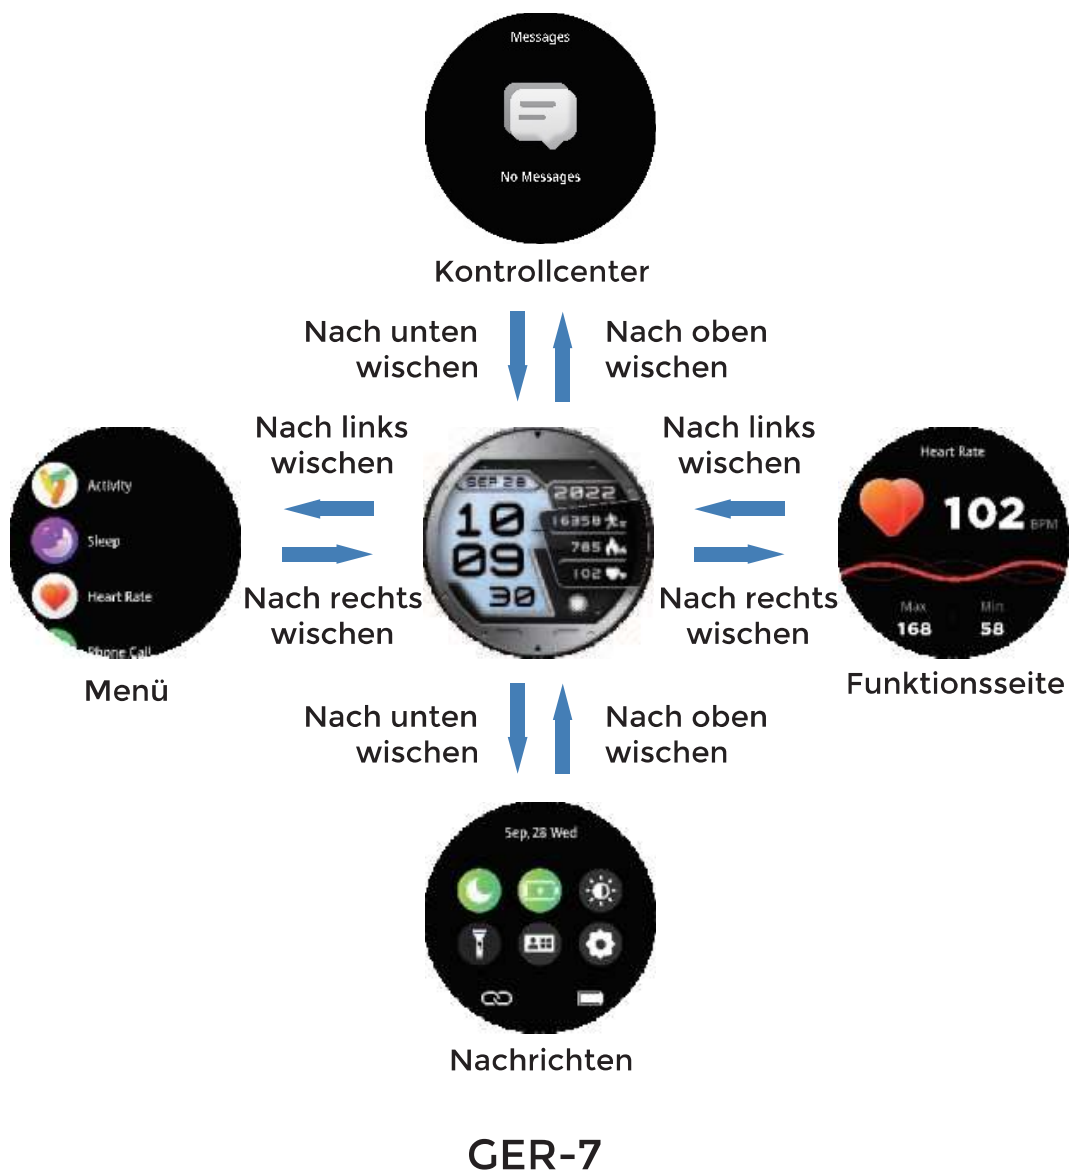 Messages
No Messages
Kontrollcenter
Nach unten
wischen
Nach oben
wischen
Nach links
wischen
Nach links
wischen
Activity
Sleep
Heart Rate
Phone Call
SEP 28
2022
10
09
30
16358
785
102
Heart Rate
102 BPM
Max
168
Min
58
Nach rechts
wischen
Nach rechts
wischen
Menü
Funktionsseite
Nach unten
wischen
Nach oben
wischen
Sep, 28 Wed
Nachrichten
GER-7